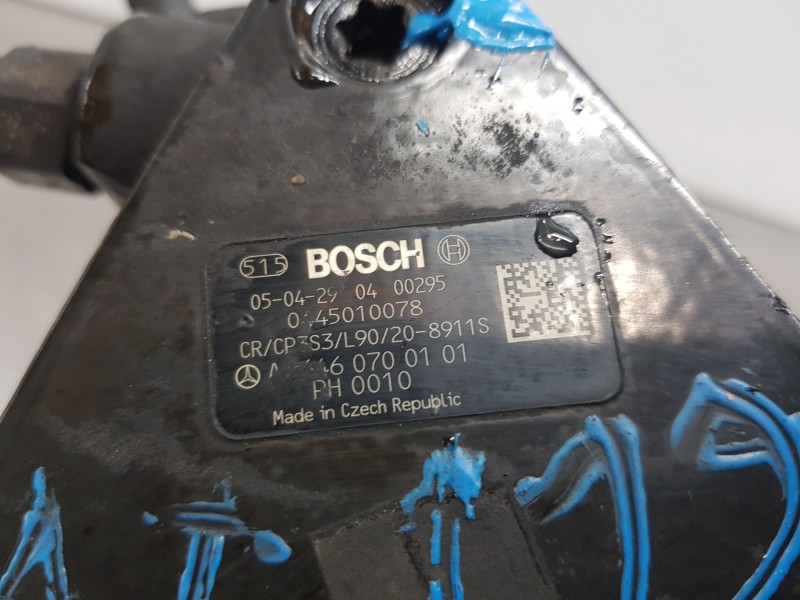 515 BOSCH
05-04-29 04 00295
0445010078
CR/CP3S3/L90/20-8911S
070 01 01
PH 0010
Made in Czech Republic